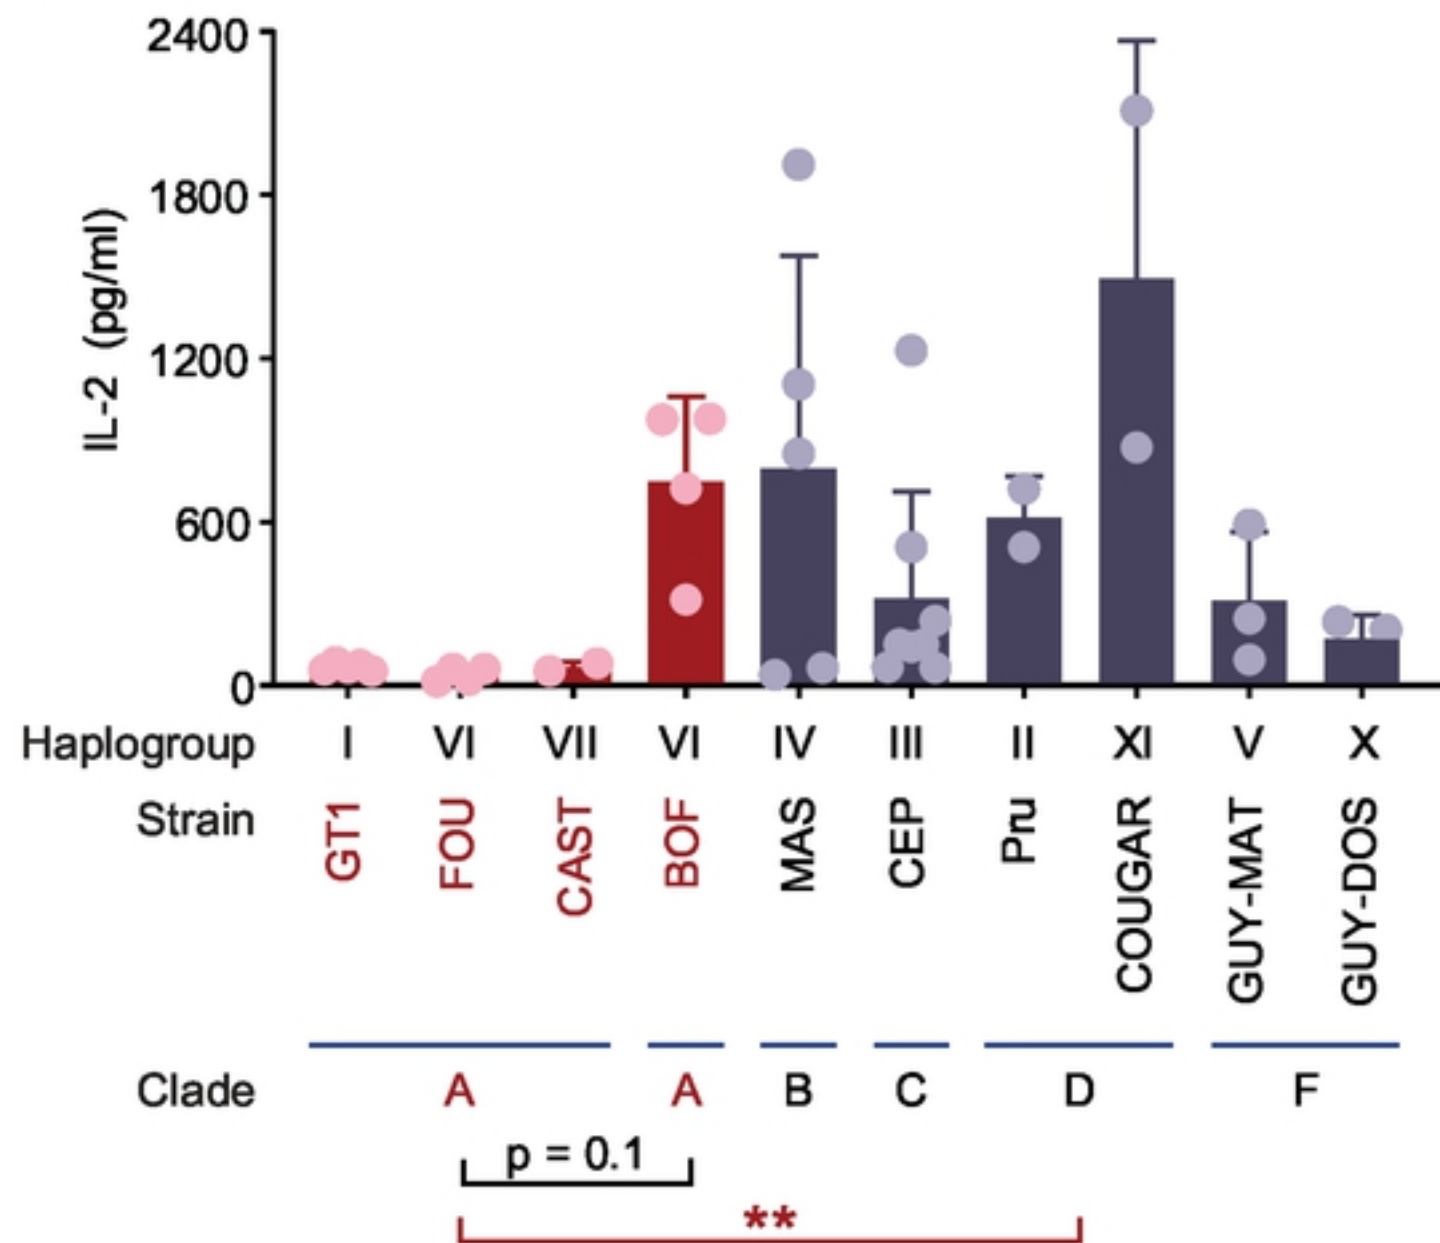 2400
1800
1200
600
0
IL-2 (pg/ml)
Haplogroup I VI VII VI IV III II XI V X
Strain GT1 FOU CAST BOF MAS CEP Pru COUGAR GUY-MAT GUY-DOS
Clade A A B C D F
p = 0.1
**